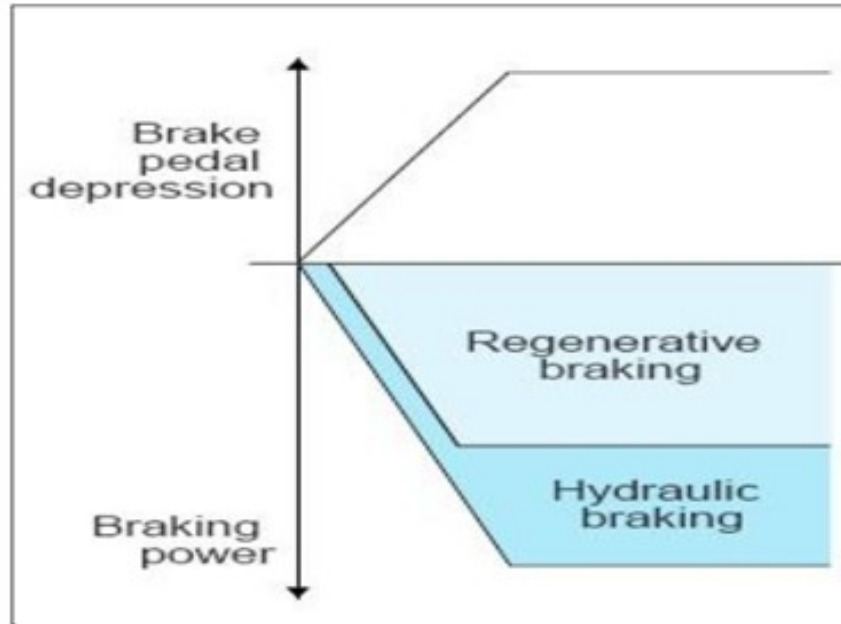 Brake
pedal
depression
Regenerative
braking
Hydraulic
braking
Braking
power